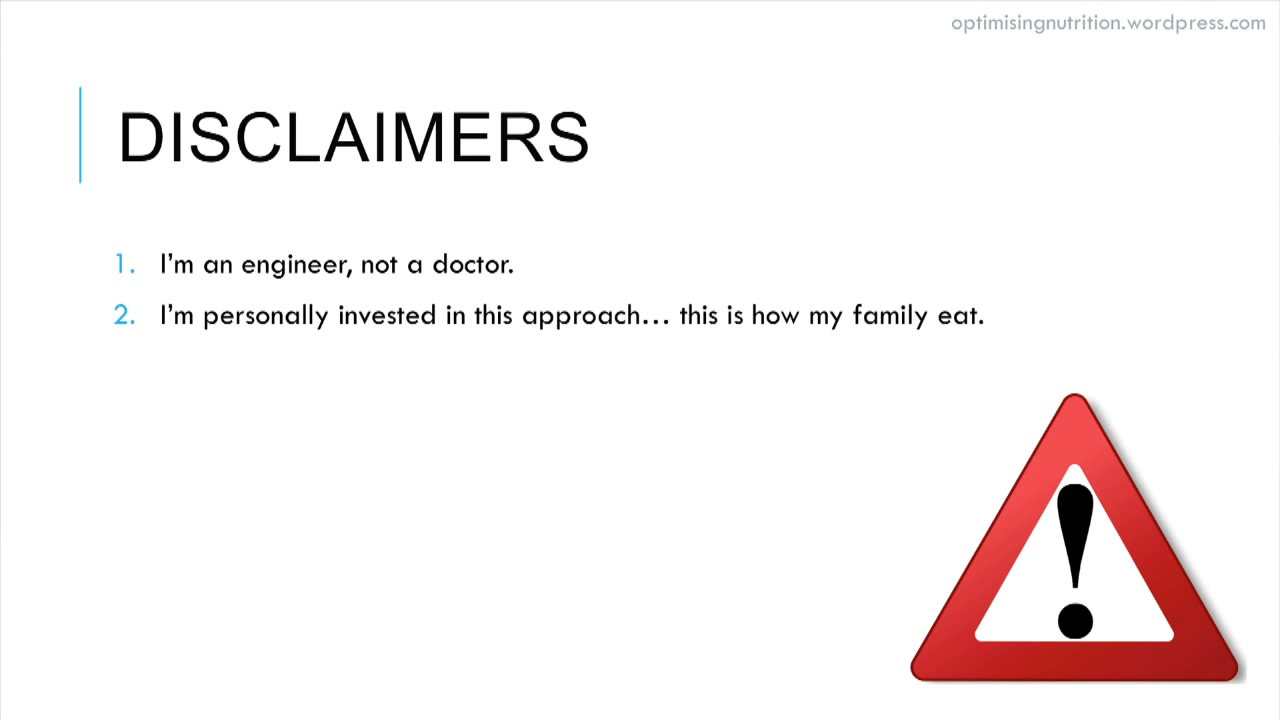 optimisingnutrition.wordpress.com
DISCLAIMERS
1. I'm an engineer, not a doctor.
2. I'm personally invested in this approach… this is how my family eat.